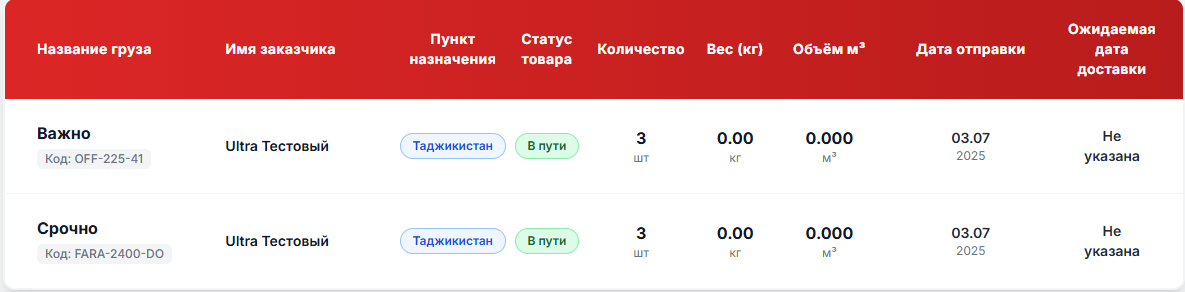 Название груза
Имя заказчика
Пункт
назначения
Статус
товара
Количество
Вес (кг)
Объём м³
Дата отправки
Ожидаемая
дата
доставки
Важно
Код: OFF-225-41
Ultra Тестовый
Таджикистан
В пути
3
шт
0.00
кг
0.000
м³
03.07
2025
Не
указана
Срочно
Код: FARA-2400-DO
Ultra Тестовый
Таджикистан
В пути
3
шт
0.00
кг
0.000
м³
03.07
2025
Не
указана